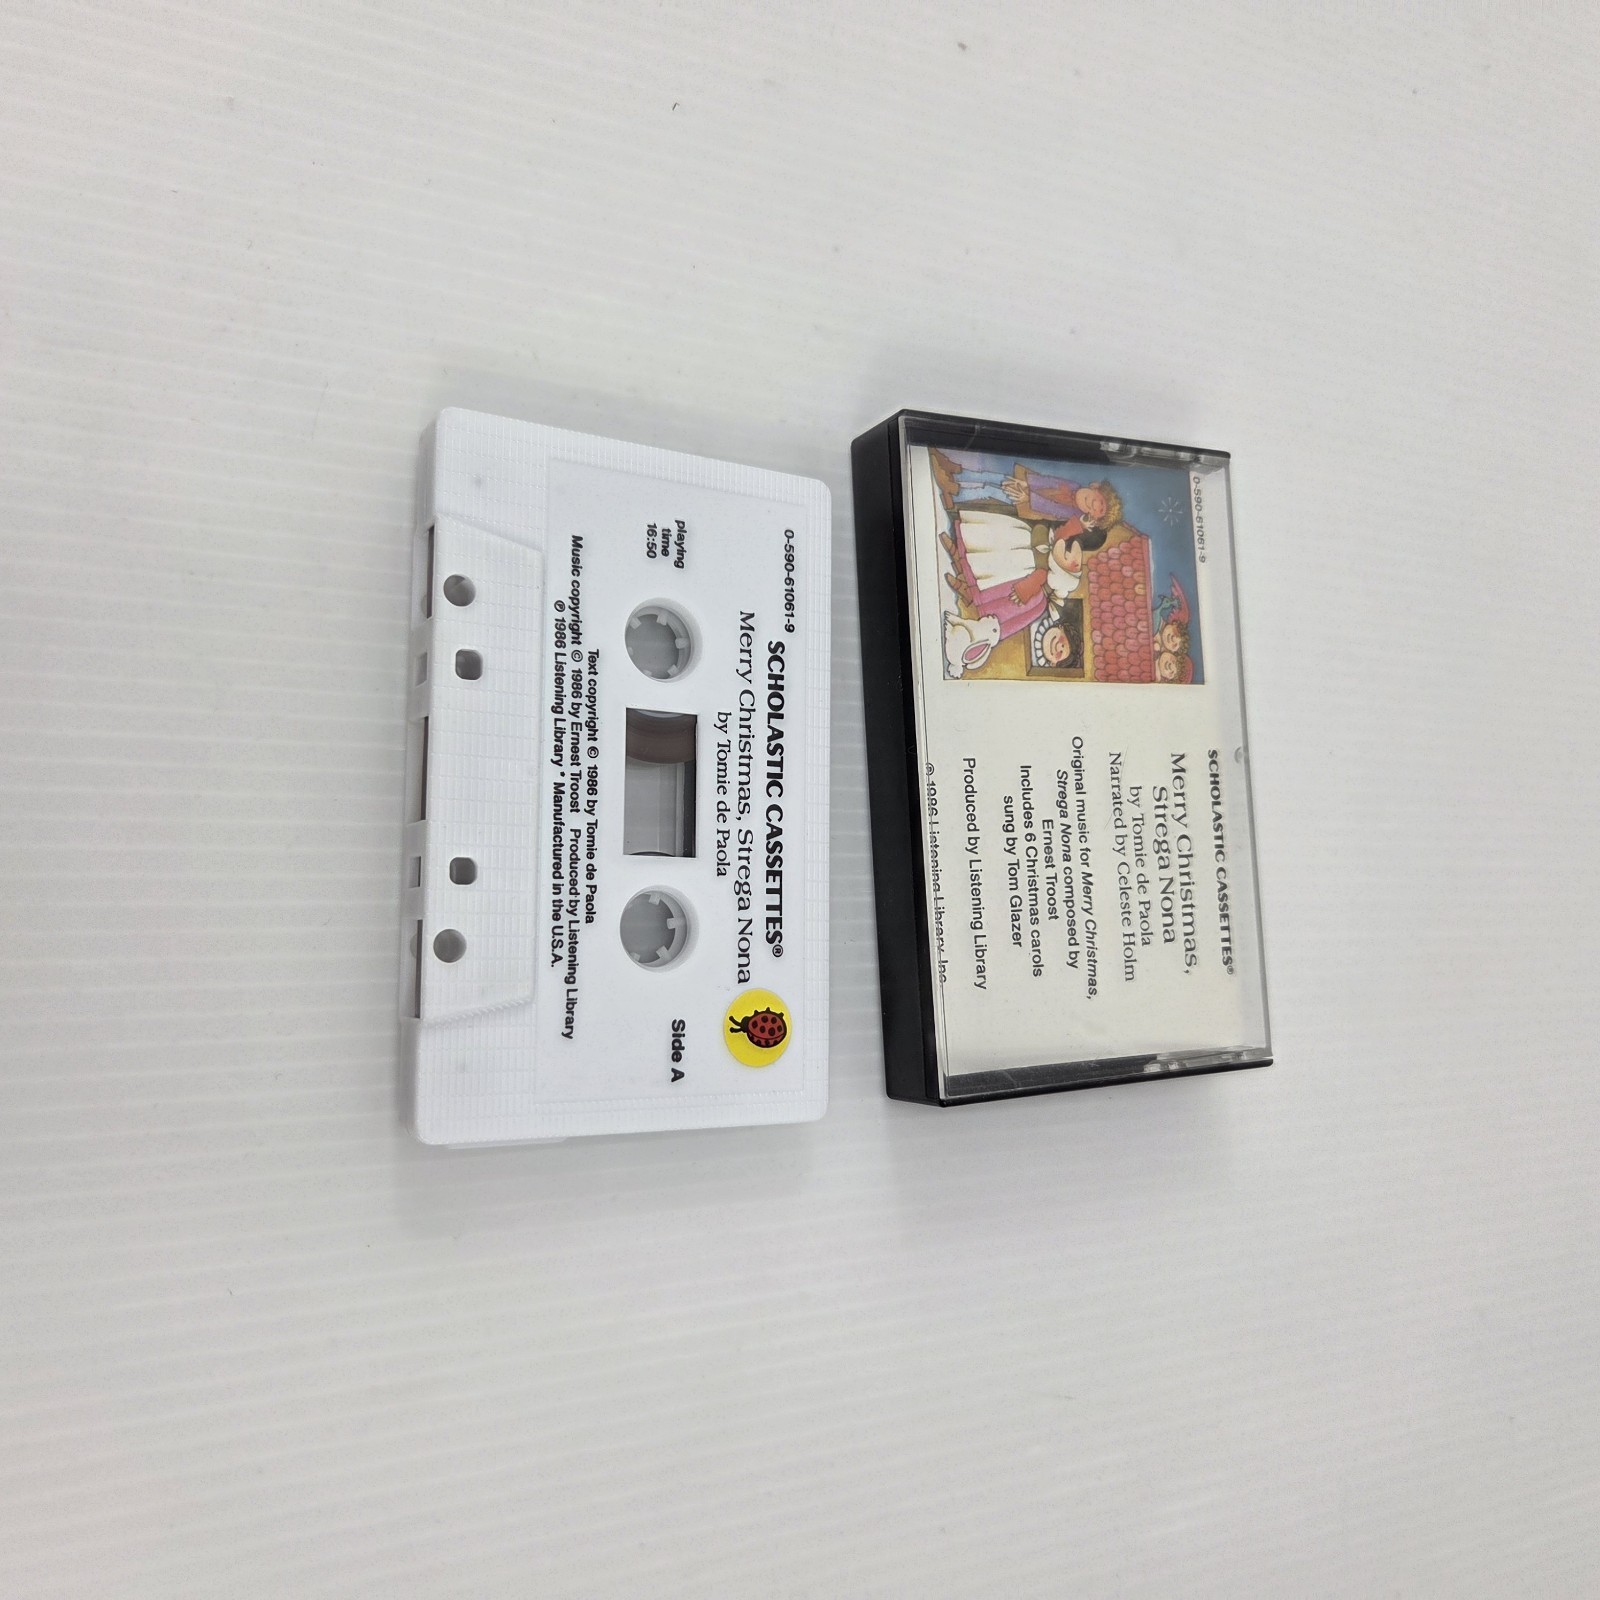 0-590-61061-9
SCHOLASTIC CASSETTES®
Merry Christmas, Strega Nona
by Tomie de Paola
playing
time
16:50
Side A
Text copyright © 1986 by Tomie de Paola
Music copyright © 1986 by Ernest Troost Produced by Listening Library
℗ 1986 Listening Library * Manufactured in the U.S.A.
0-590-61061-9
SCHOLASTIC CASSETTES®
Merry Christmas,
Strega Nona
by Tomie de Paola
Narrated by Celeste Holm
Original music for Merry Christmas,
Strega Nona composed by
Ernest Troost
Includes 6 Christmas carols
sung by Tom Glazer
Produced by Listening Library
℗ 1986 Listening Library, Inc.